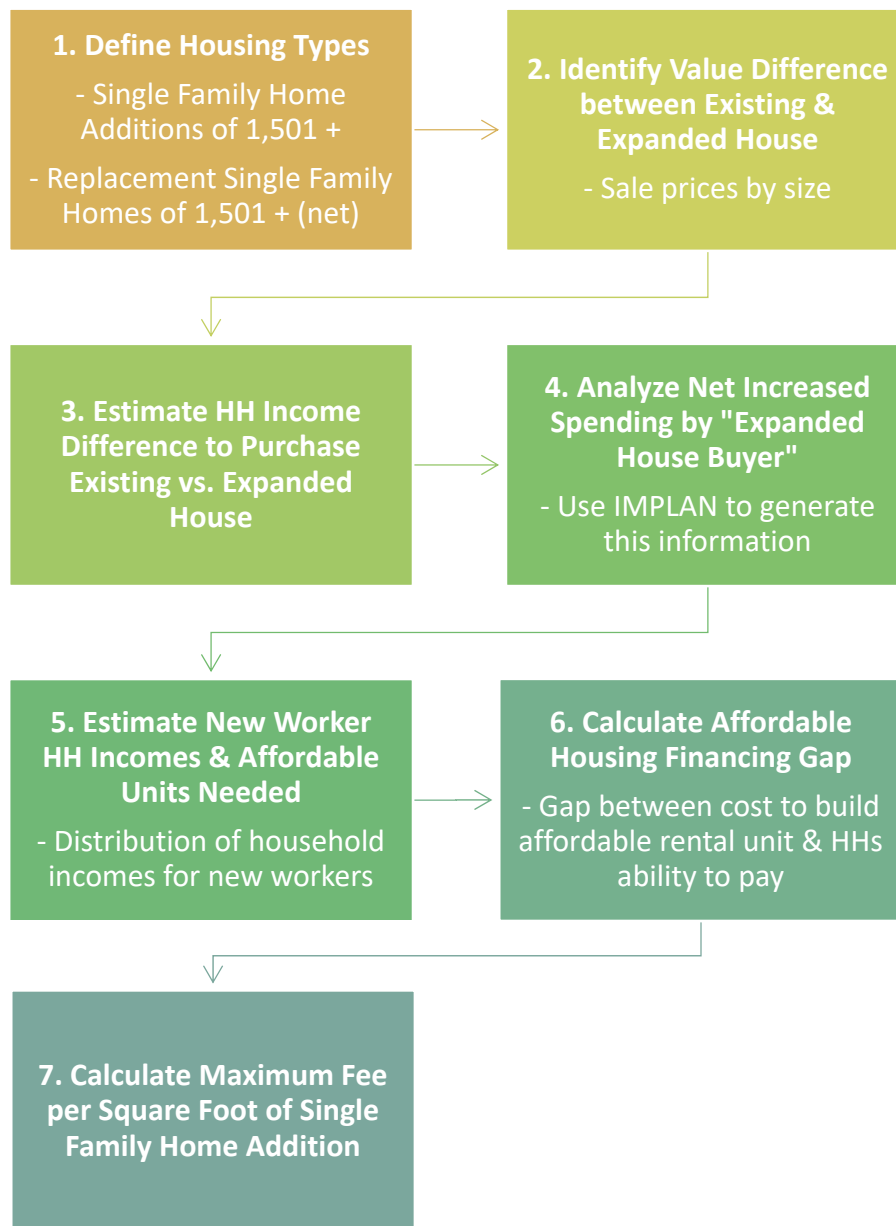 1. Define Housing Types
- Single Family Home
Additions of 1,501 +
- Replacement Single Family
Homes of 1,501 + (net)
2. Identify Value Difference
between Existing &
Expanded House
- Sale prices by size
3. Estimate HH Income
Difference to Purchase
Existing vs. Expanded
House
4. Analyze Net Increased
Spending by "Expanded
House Buyer"
- Use IMPLAN to generate
this information
5. Estimate New Worker
HH Incomes & Affordable
Units Needed
- Distribution of household
incomes for new workers
6. Calculate Affordable
Housing Financing Gap
- Gap between cost to build
affordable rental unit & HHs
ability to pay
7. Calculate Maximum Fee
per Square Foot of Single
Family Home Addition